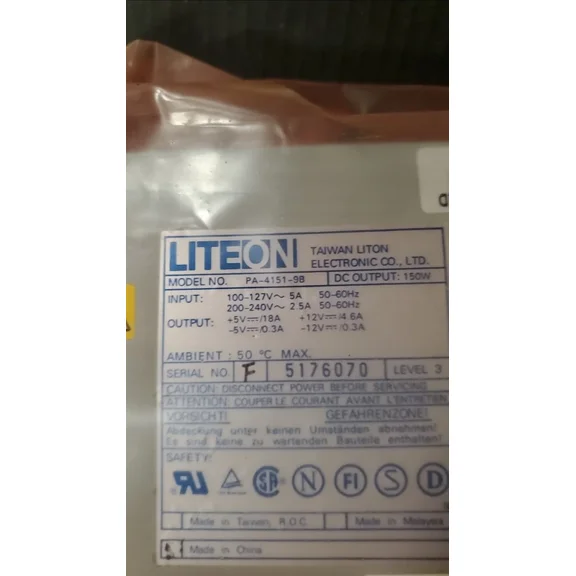 LITEON TAIWAN LITON
ELECTRONIC CO., LTD.
MODEL NO. PA-4151-9B DC OUTPUT: 150W
INPUT: 100-127V~ 5A 50-60Hz
200-240V~ 2.5A 50-60Hz
OUTPUT: +5V⎓/18A +12V⎓/4.6A
-5V⎓/0.3A -12V⎓/0.3A
AMBIENT : 50 °C MAX.
SERIAL NO F 5176070 LEVEL 3
CAUTION: DISCONNECT POWER BEFORE SERVICING
ATTENTION: COUPER LE COURANT AVANT L'ENTRETIEN
VORSICHT! GEFAHRENZONE!
Abdeckung unter keinen Umständen abnehmen!
Es sind keine zu wartenden Bauteile enthalten!
SAFETY:
N FI S D
Made in Taiwan, R.O.C. Made in Malaysia
Made in China